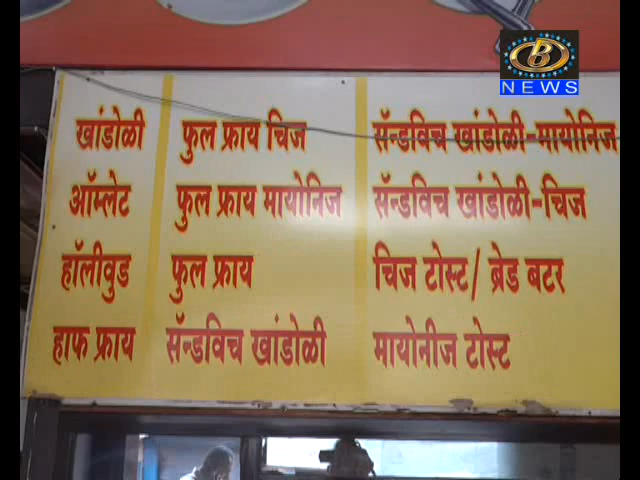 B
NEWS
खांडोळी फुल फ्राय चिज सॅन्डविच खांडोळी-मायोनिज
ऑम्लेट फुल फ्राय मायोनिज सॅन्डविच खांडोळी-चिज
हॉलीवुड फुल फ्राय चिज टोस्ट/ ब्रेड बटर
हाफ फ्राय सॅन्डविच खांडोळी मायोनीज टोस्ट